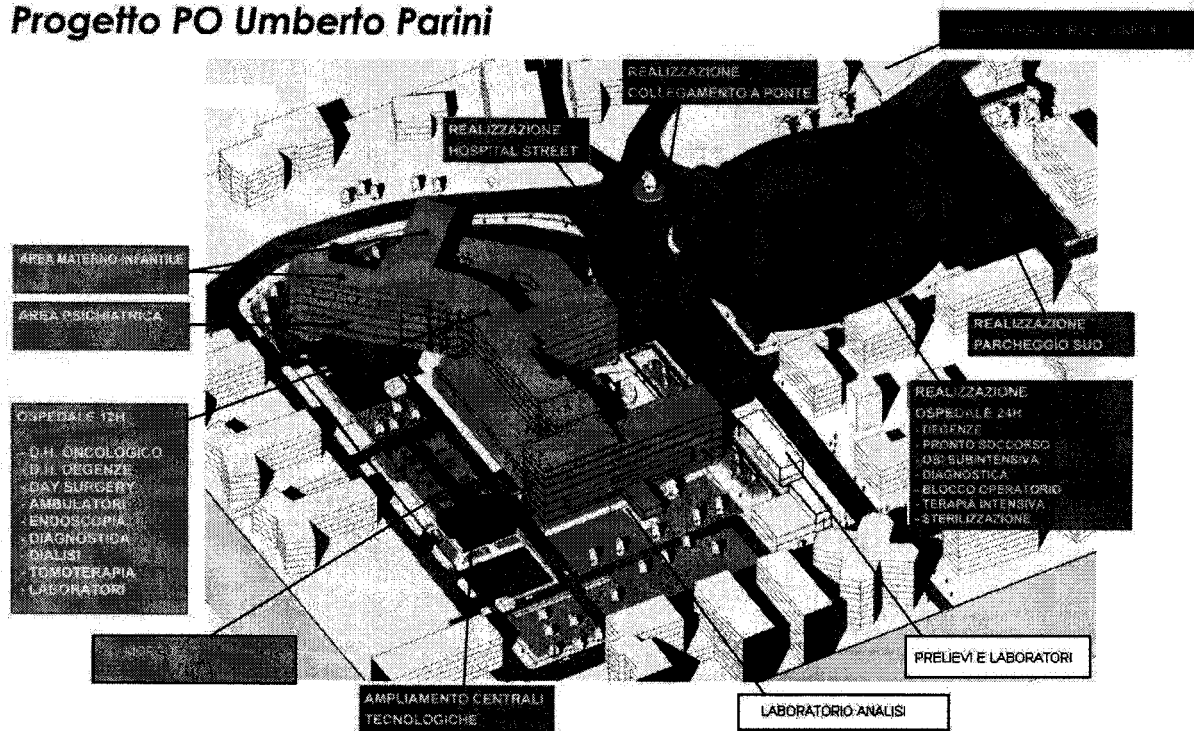 Progetto PO Umberto Parini
REALIZZAZIONE
COLLEGAMENTO A PONTE
REALIZZAZIONE
HOSPITAL STREET
AREA MATERNO INFANTILE
AREA PSICHIATRICA
REALIZZAZIONE
PARCHEGGIO SUD
OSPEDALE 12H
- D.H. ONCOLOGICO
- D.H. DEGENZE
- DAY SURGERY
- AMBULATORI
- ENDOSCOPIA
- DIAGNOSTICA
- DIALISI
- TOMOTERAPIA
- LABORATORI
REALIZZAZIONE
OSPEDALE 24H
- DEGENZE
- PRONTO SOCCORSO
- OSI SUBINTENSIVA
- DIAGNOSTICA
- BLOCCO OPERATORIO
- TERAPIA INTENSIVA
- STERILIZZAZIONE
PRELIEVI E LABORATORI
AMPLIAMENTO CENTRALI
TECNOLOGICHE
LABORATORIO ANALISI